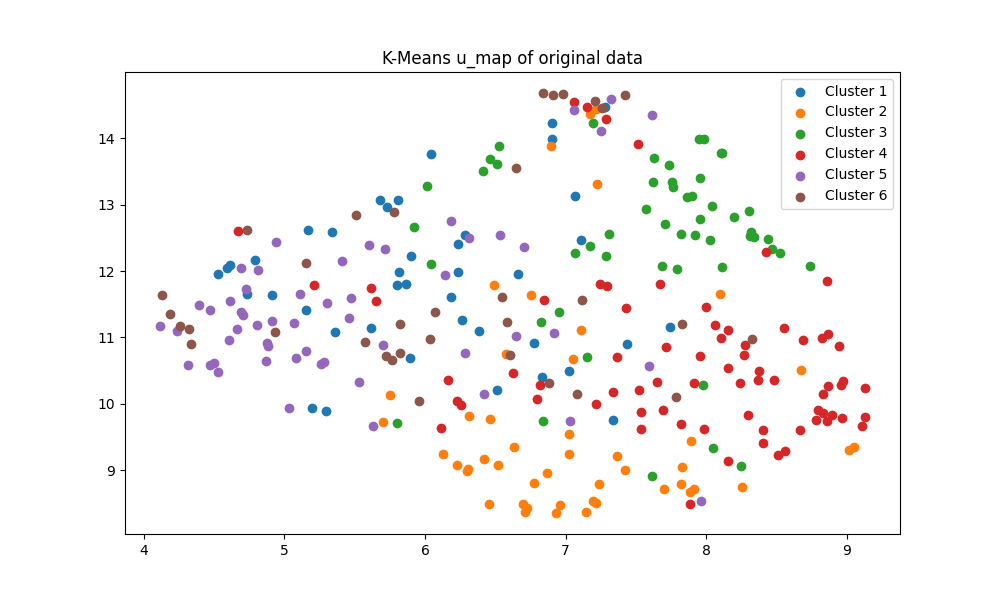 K-Means u_map of original data
Cluster 1
Cluster 2
Cluster 3
Cluster 4
Cluster 5
Cluster 6
14
13
12
11
10
9
4 5 6 7 8 9